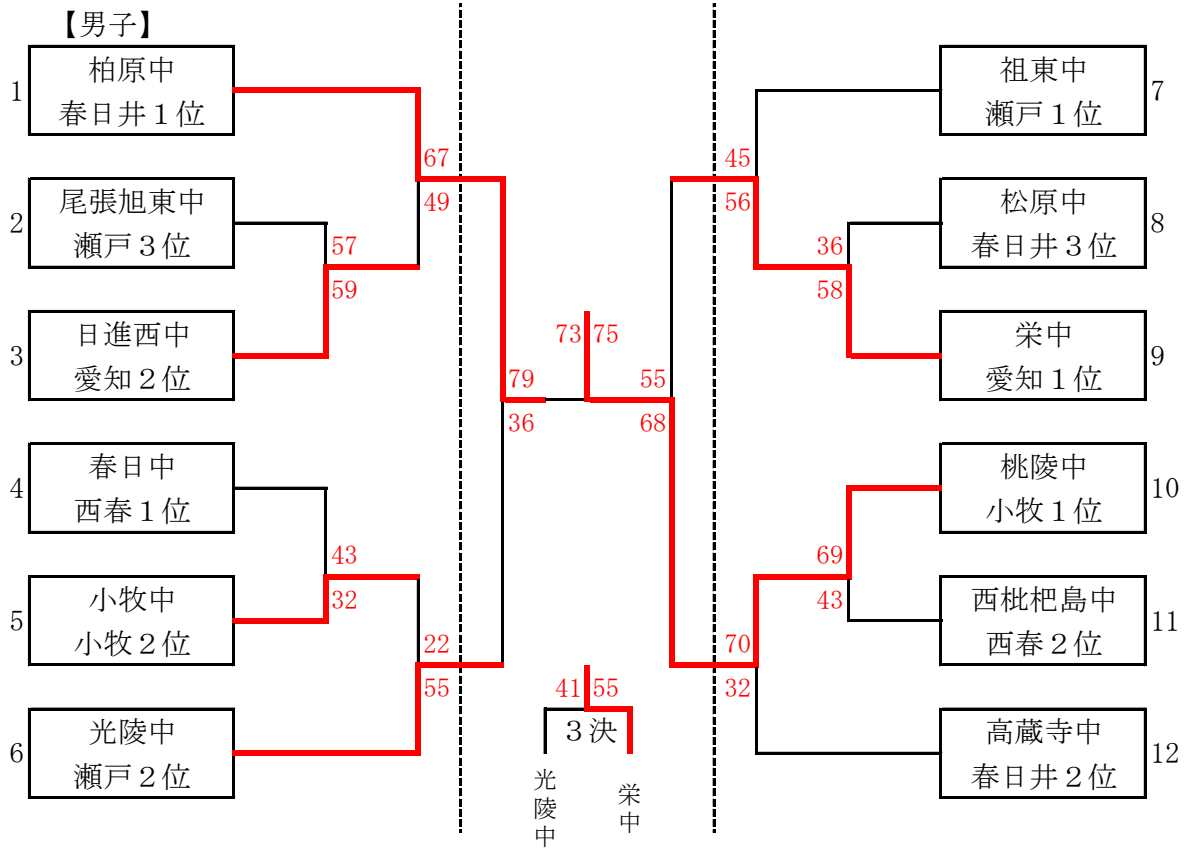 【男子】
1
柏原中
春日井１位
2
尾張旭東中
瀬戸３位
3
日進西中
愛知２位
4
春日中
西春１位
5
小牧中
小牧２位
6
光陵中
瀬戸２位
67
49
57
59
43
32
22
55
79
36
73 75
55
68
41 55
３決
光陵中
栄中
45
56
36
58
69
43
70
32
祖東中
瀬戸１位
7
松原中
春日井３位
8
栄中
愛知１位
9
桃陵中
小牧１位
10
西枇杷島中
西春２位
11
高蔵寺中
春日井２位
12